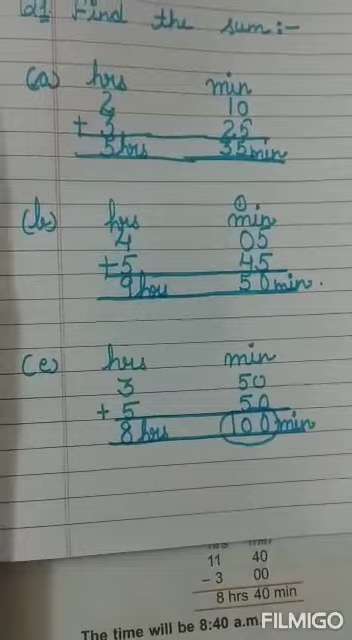 Q1 Find the sum:-
(a) hrs min
2 10
+ 3 25
5 hrs 35 min
(b) hrs min
1
4 05
+ 5 45
9 hrs 50 min.
(c) hrs min
3 50
+ 5 50
8 hrs 100 min
11 40
– 3 00
8 hrs 40 min
The time will be 8:40 a.m
FILMIGO